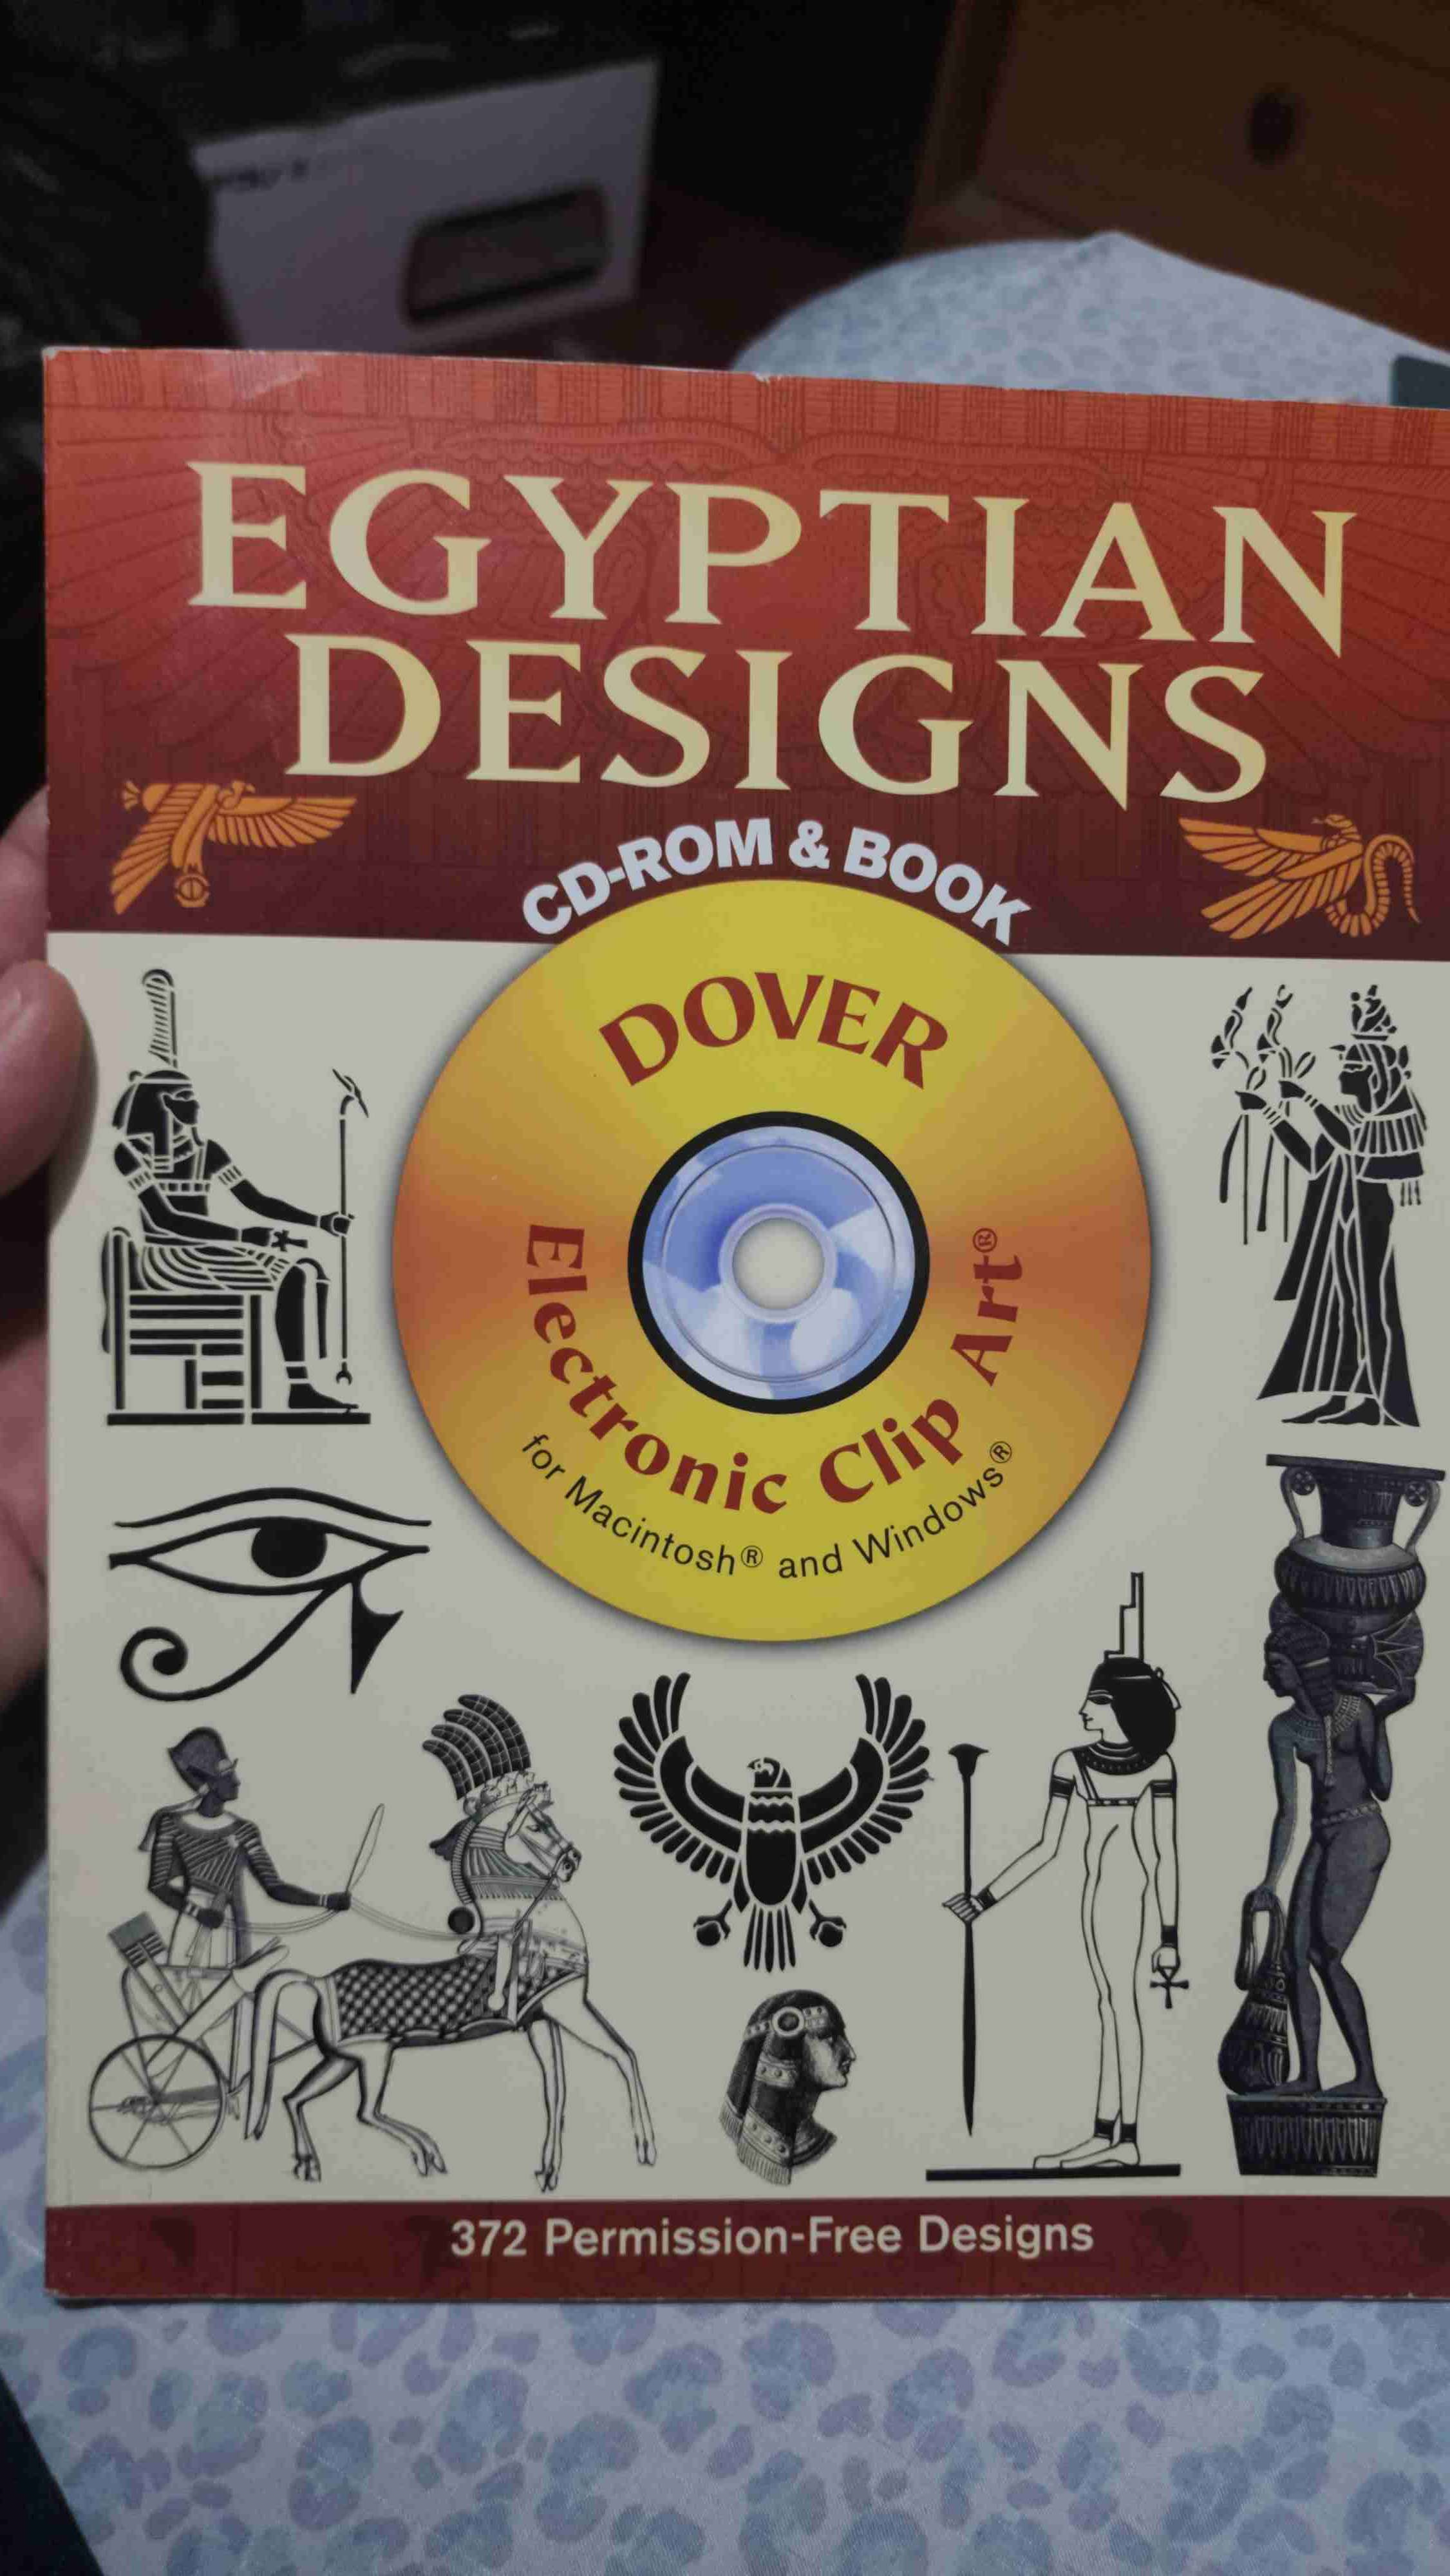 EGYPTIAN
DESIGNS
CD-ROM & BOOK
DOVER
Electronic Clip Art®
for Macintosh® and Windows®
372 Permission-Free Designs